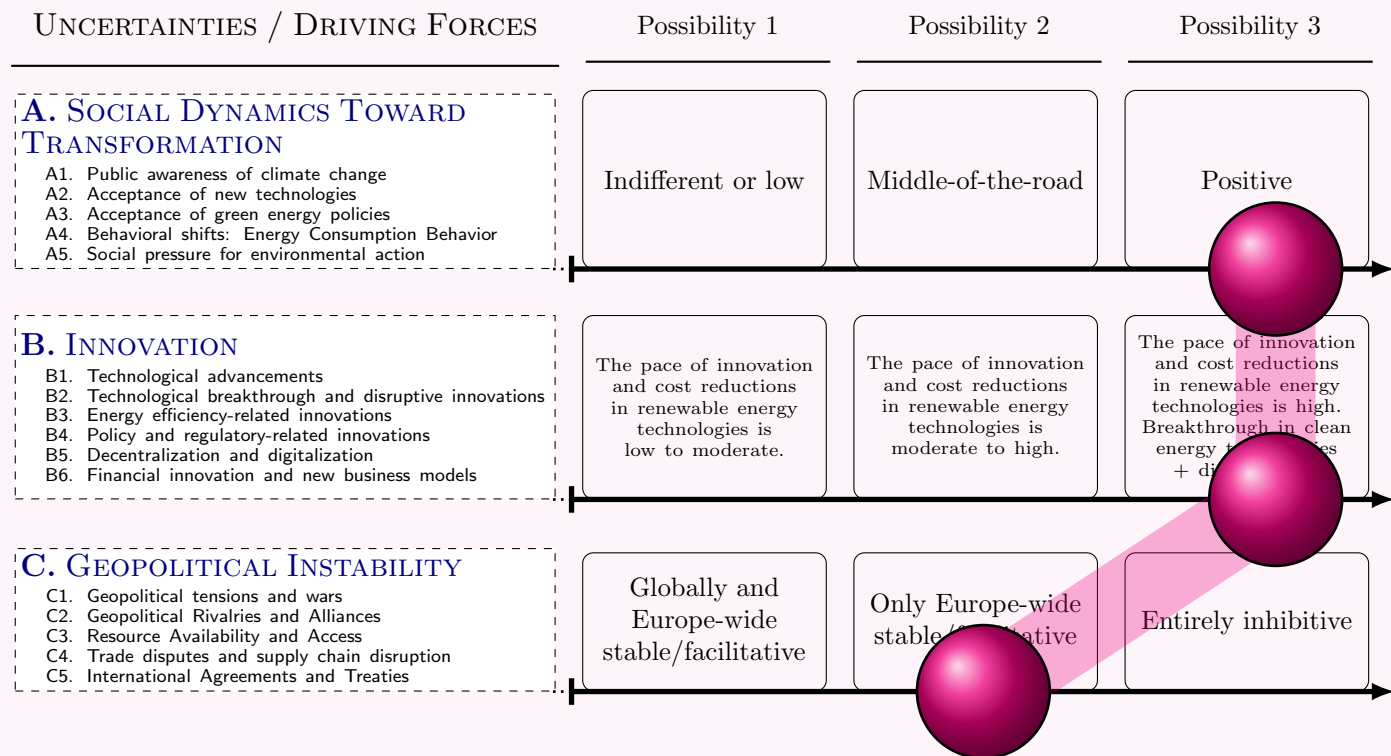 UNCERTAINTIES / DRIVING FORCES
Possibility 1
Possibility 2
Possibility 3
A. SOCIAL DYNAMICS TOWARD
TRANSFORMATION
A1. Public awareness of climate change
A2. Acceptance of new technologies
A3. Acceptance of green energy policies
A4. Behavioral shifts: Energy Consumption Behavior
A5. Social pressure for environmental action
Indifferent or low
Middle-of-the-road
Positive
B. INNOVATION
B1. Technological advancements
B2. Technological breakthrough and disruptive innovations
B3. Energy efficiency-related innovations
B4. Policy and regulatory-related innovations
B5. Decentralization and digitalization
B6. Financial innovation and new business models
The pace of innovation
and cost reductions
in renewable energy
technologies is
low to moderate.
The pace of innovation
and cost reductions
in renewable energy
technologies is
moderate to high.
The pace of innovation
and cost reductions
in renewable energy
technologies is high.
Breakthrough in clean
energy
+
C. GEOPOLITICAL INSTABILITY
C1. Geopolitical tensions and wars
C2. Geopolitical Rivalries and Alliances
C3. Resource Availability and Access
C4. Trade disputes and supply chain disruption
C5. International Agreements and Treaties
Globally and
Europe-wide
stable/facilitative
Only Europe-wide
stable/facilitative
Entirely inhibitive